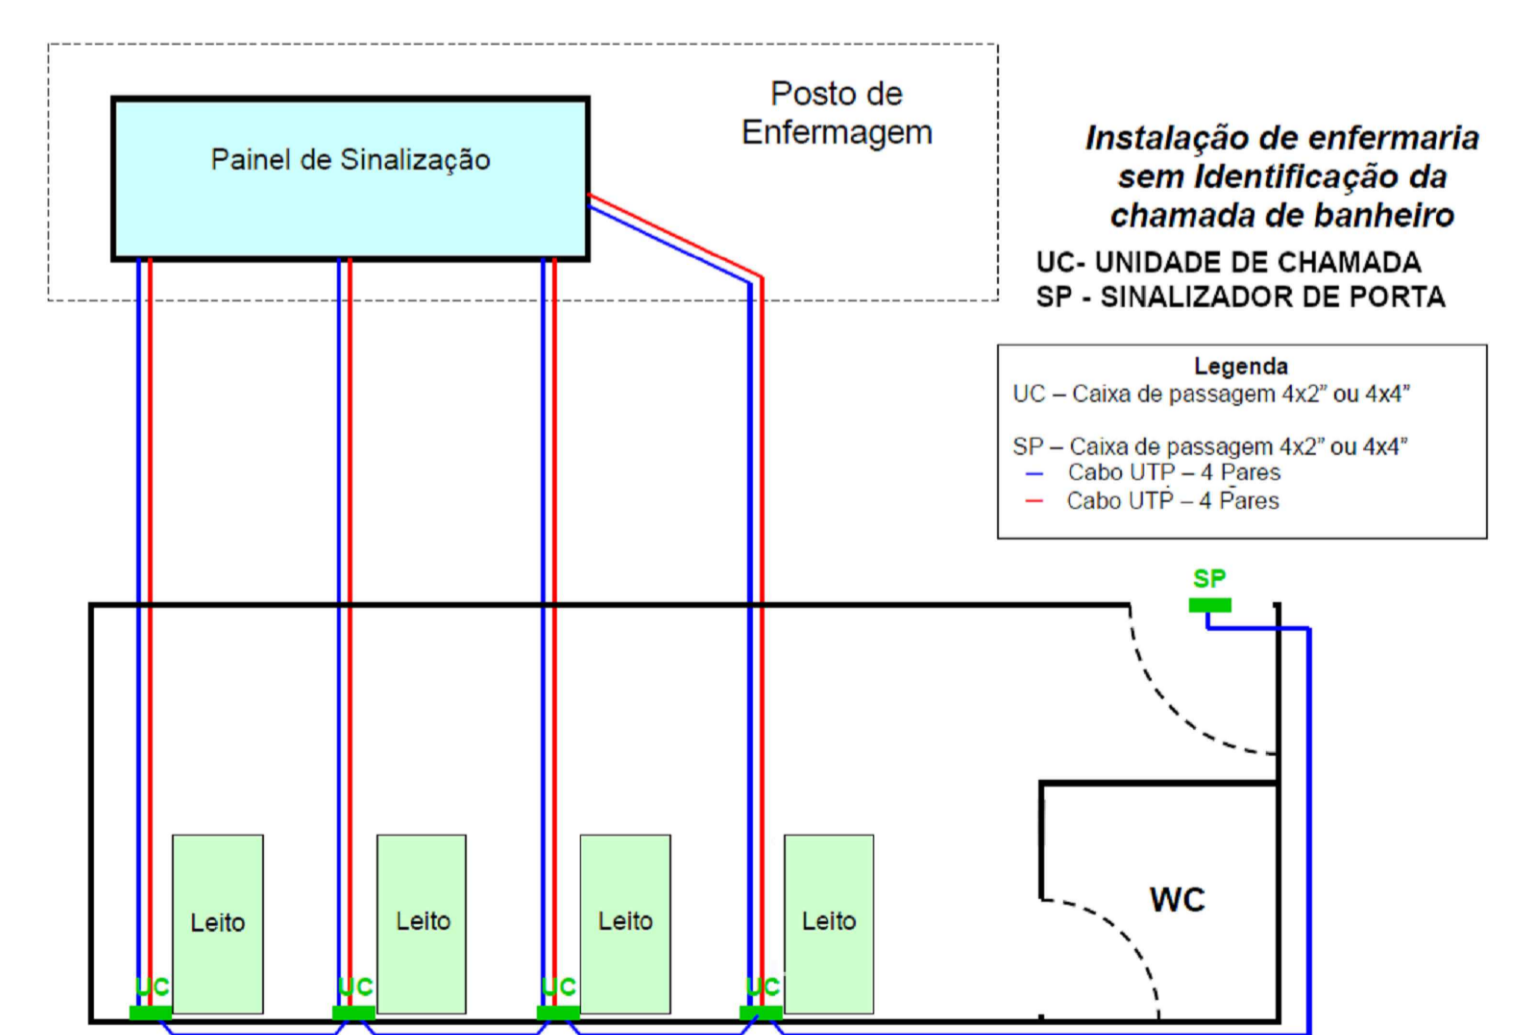 Posto de
Enfermagem
Painel de Sinalização
Instalação de enfermaria
sem Identificação da
chamada de banheiro
UC- UNIDADE DE CHAMADA
SP - SINALIZADOR DE PORTA
Legenda
UC – Caixa de passagem 4x2” ou 4x4”
SP – Caixa de passagem 4x2” ou 4x4”
Cabo UTP – 4 Pares
Cabo UTP – 4 Pares
SP
WC
Leito
Leito
Leito
Leito
UC
UC
UC
UC